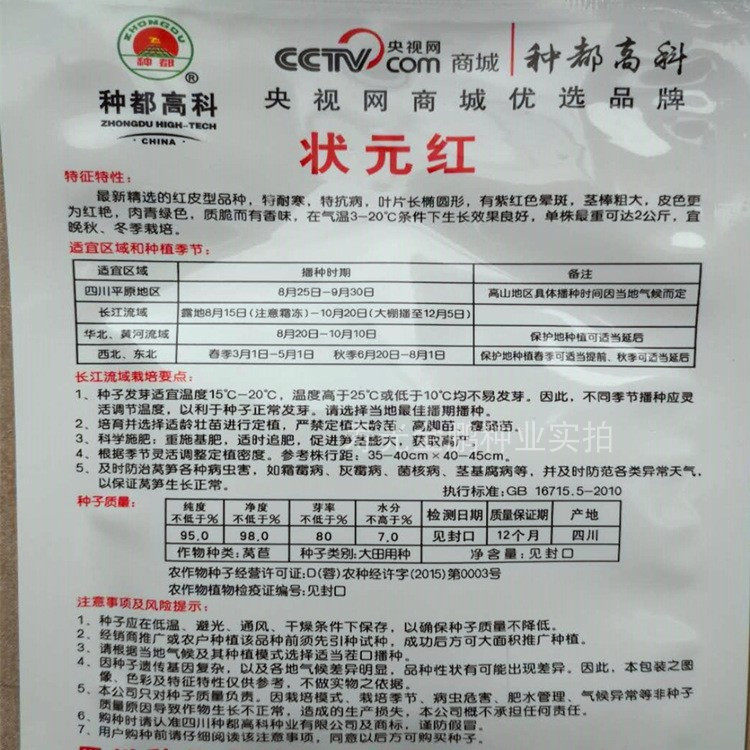 ZHONGDU
种都
®
种都高科
ZHONGDU HIGH-TECH
·CHINA·
CCTV.com 央视网商城 种都高科
央视网商城优选品牌
状元红
特征特性：
最新精选的红皮型品种，特耐寒，特抗病，叶片长椭圆形，有紫红色晕斑，茎棒粗大，皮色更
为红艳，肉青绿色，质脆而有香味，在气温3-20℃条件下生长效果良好，单株最重可达2公斤，宜
晚秋、冬季栽培。
适宜区域和种植季节：
适宜区域 播种时期 备注
四川平原地区 8月25日-9月30日 高山地区具体播种时间因当地气候而定
长江流域 露地8月15日(注意霜冻)-10月20日(大棚播至12月5日)
华北、黄河流域 8月20日-10月10日 保护地种植可适当延后
西北、东北 春季3月1日-5月1日 秋季6月20日-8月1日 保护地种植春季可适当提前、秋季可适当延后
长江流域栽培要点：
1、种子发芽适宜温度15℃-20℃，温度高于25℃或低于10℃均不易发芽。因此，不同季节播种应灵
活调节温度，以利于种子正常发芽。请选择当地最佳播期播种。
2、培育并选择适龄壮苗进行定植，严禁定植大龄苗、高脚苗、瘦弱苗。
3、科学施肥：重施基肥，适时追肥，促进笋茎膨大，获取高产。
4、根据季节灵活调整定植密度。参考株行距：35-40cm×40-45cm。
5、及时防治莴笋各种病虫害，如霜霉病、灰霉病、菌核病、茎基腐病等，并及时防范各类异常天气，
以保证莴笋生长正常。
执行标准：GB 16715.5-2010
种子质量：
纯度不低于% 净度不低于% 芽率不低于% 水分不高于% 检测日期 质量保证期 产地
95.0 98.0 80 7.0 见封口 12个月 四川
作物种类：莴苣 种子类别：大田用种 净含量：见封口
农作物种子经营许可证：D(蓉)农种经许字(2015)第0003号
农作物植物检疫证编号：见封口
注意事项及风险提示：
1、种子应在低温、避光、通风、干燥条件下保存，以确保种子质量不降低。
2、经销商推广或农户种植该品种前须先引种试种，成功后方可大面积推广种植。
3、请根据当地气候及其种植模式选择适当茬口播种。
4、因种子遗传基因复杂，以及各地气候差异明显，品种性状有可能出现差异。因此，本包装之图
像、色彩及特征特性仅供参考，不做实物之依据。
5、本公司只对种子质量负责。因栽培模式、栽培季节、病虫危害、肥水管理、气候异常等非种子
质量原因导致作物生长不正常，造成的生产损失，本公司概不承担任何责任。
6、购种时请认准四川种都高科种业有限公司及商标，谨防假冒。
7、用户购种前请仔细阅读该注意事项，同意以后方可购买种子。